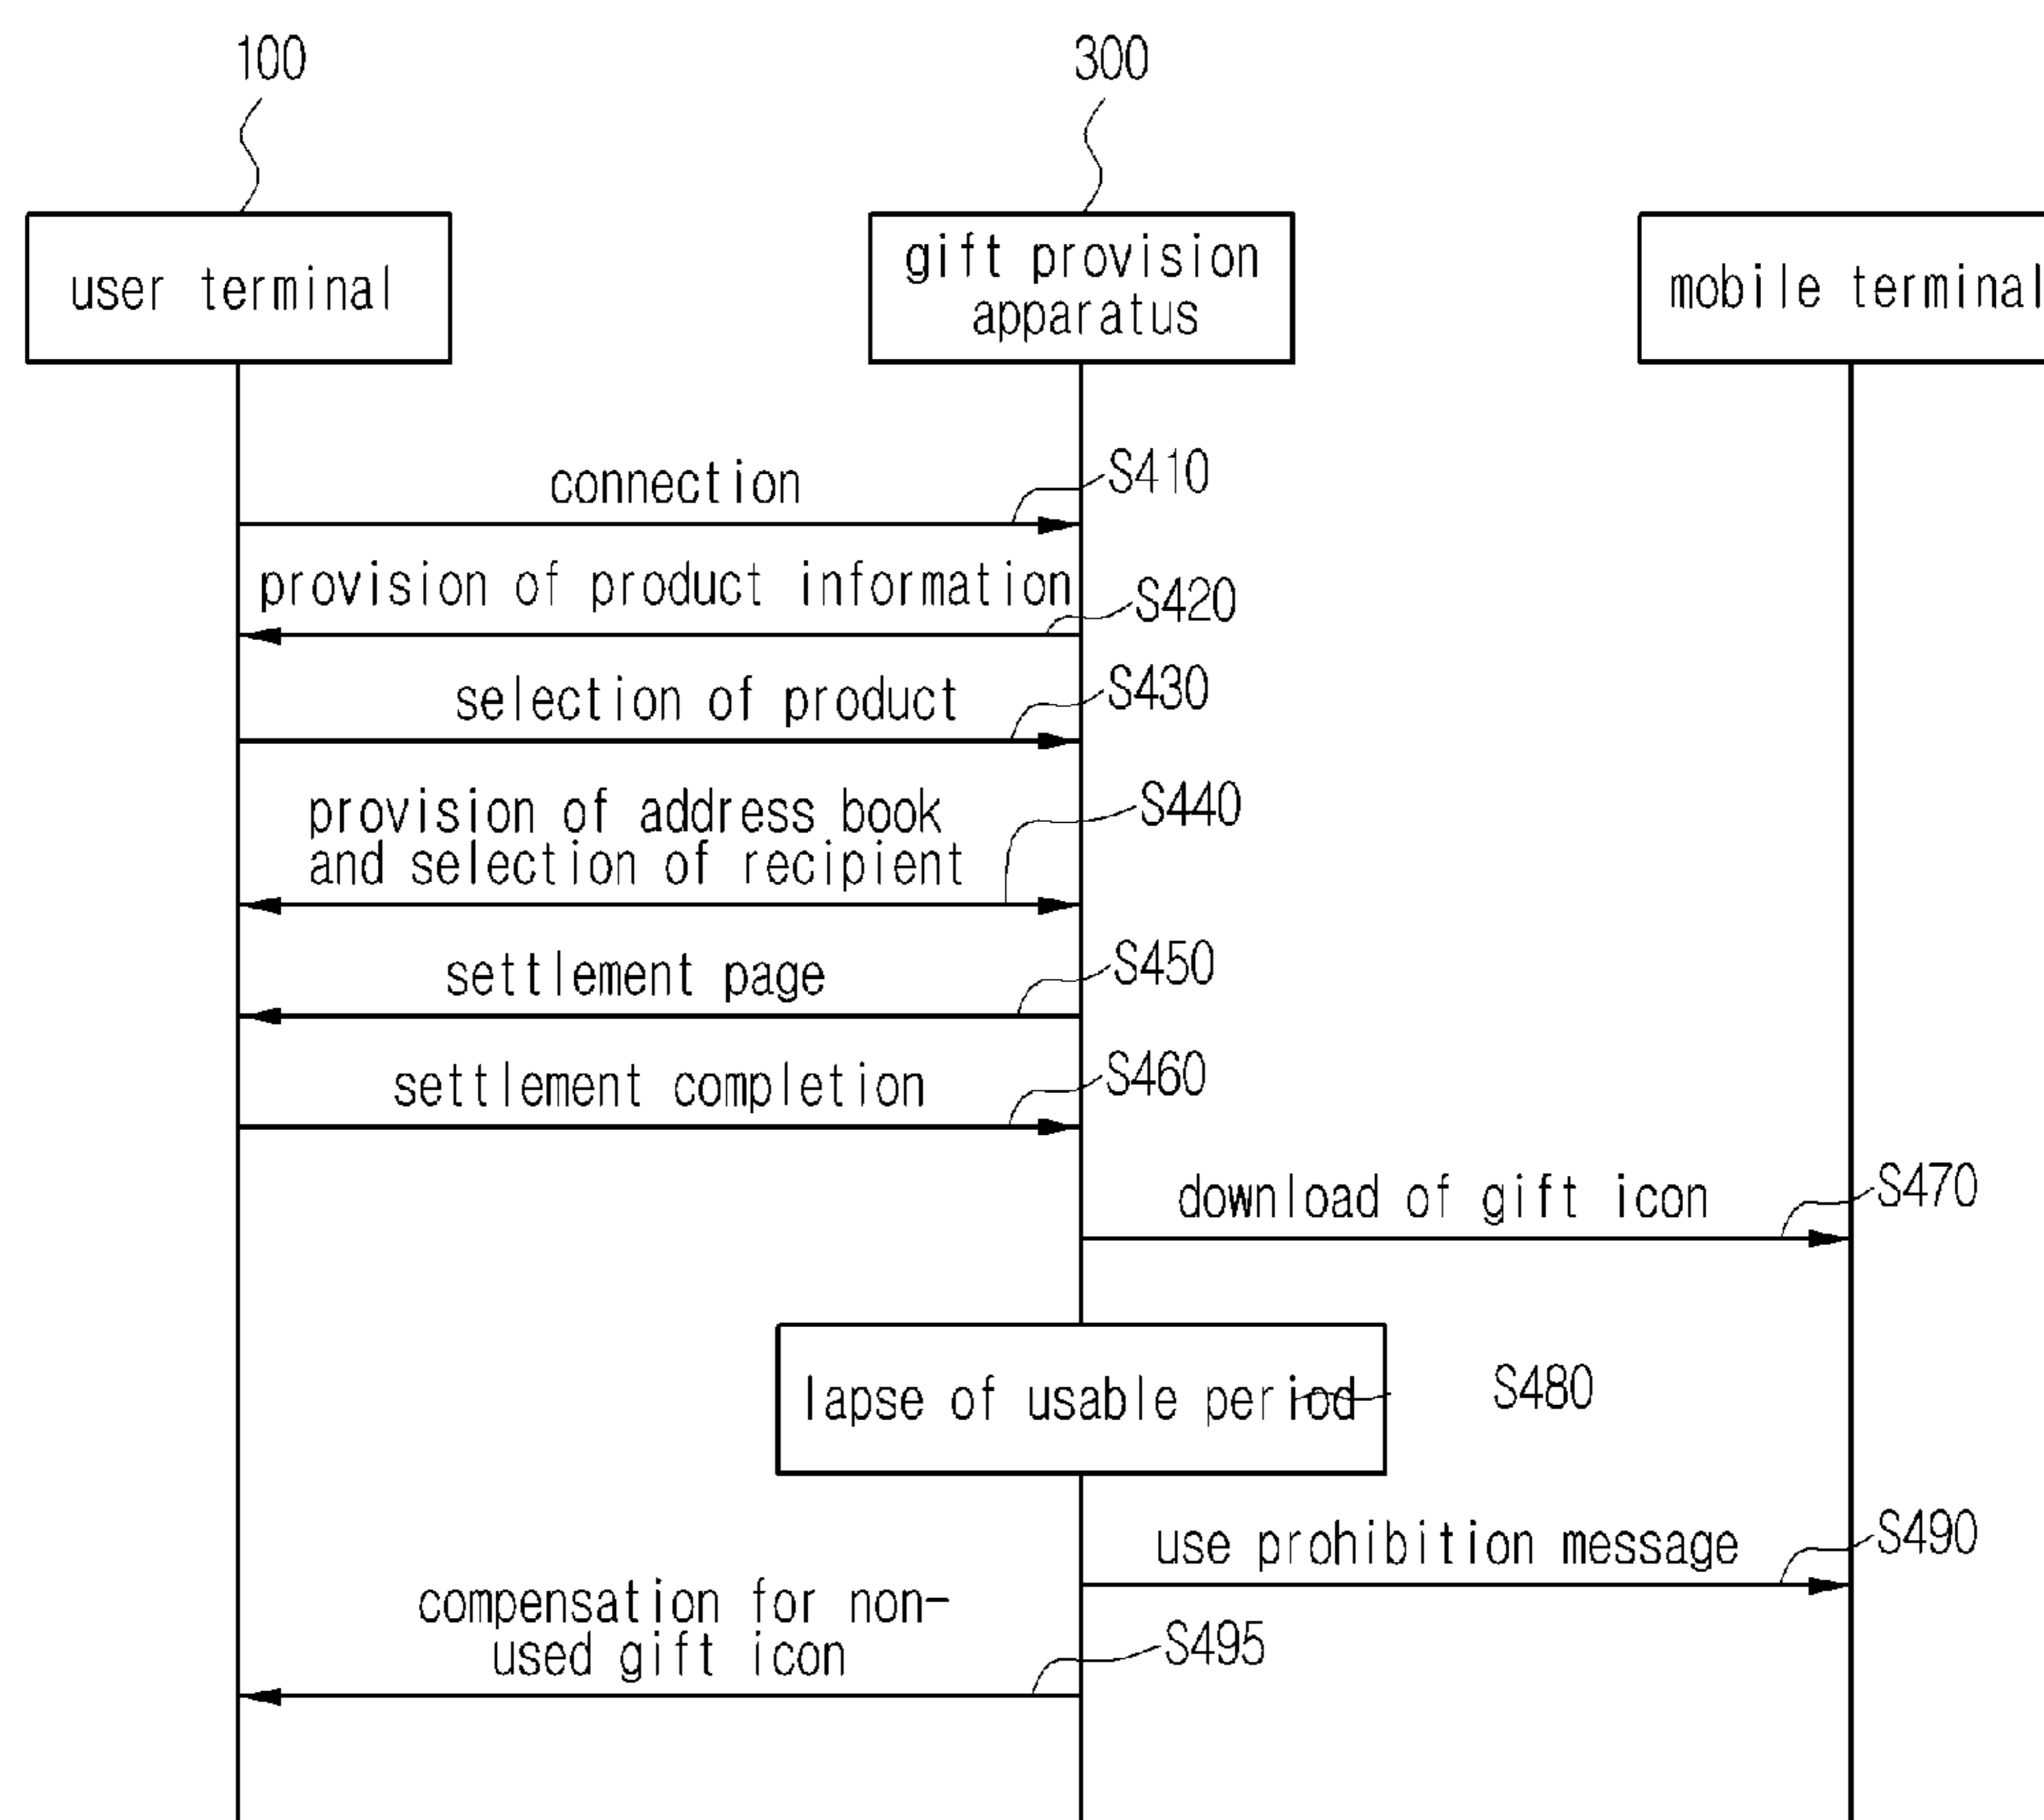 100
300
user terminal
gift provision
apparatus
mobile terminal
connection
S410
provision of product information
S420
selection of product
S430
provision of address book
and selection of recipient
S440
settlement page
S450
settlement completion
S460
download of gift icon
S470
lapse of usable period
S480
use prohibition message
S490
compensation for non-
used gift icon
S495